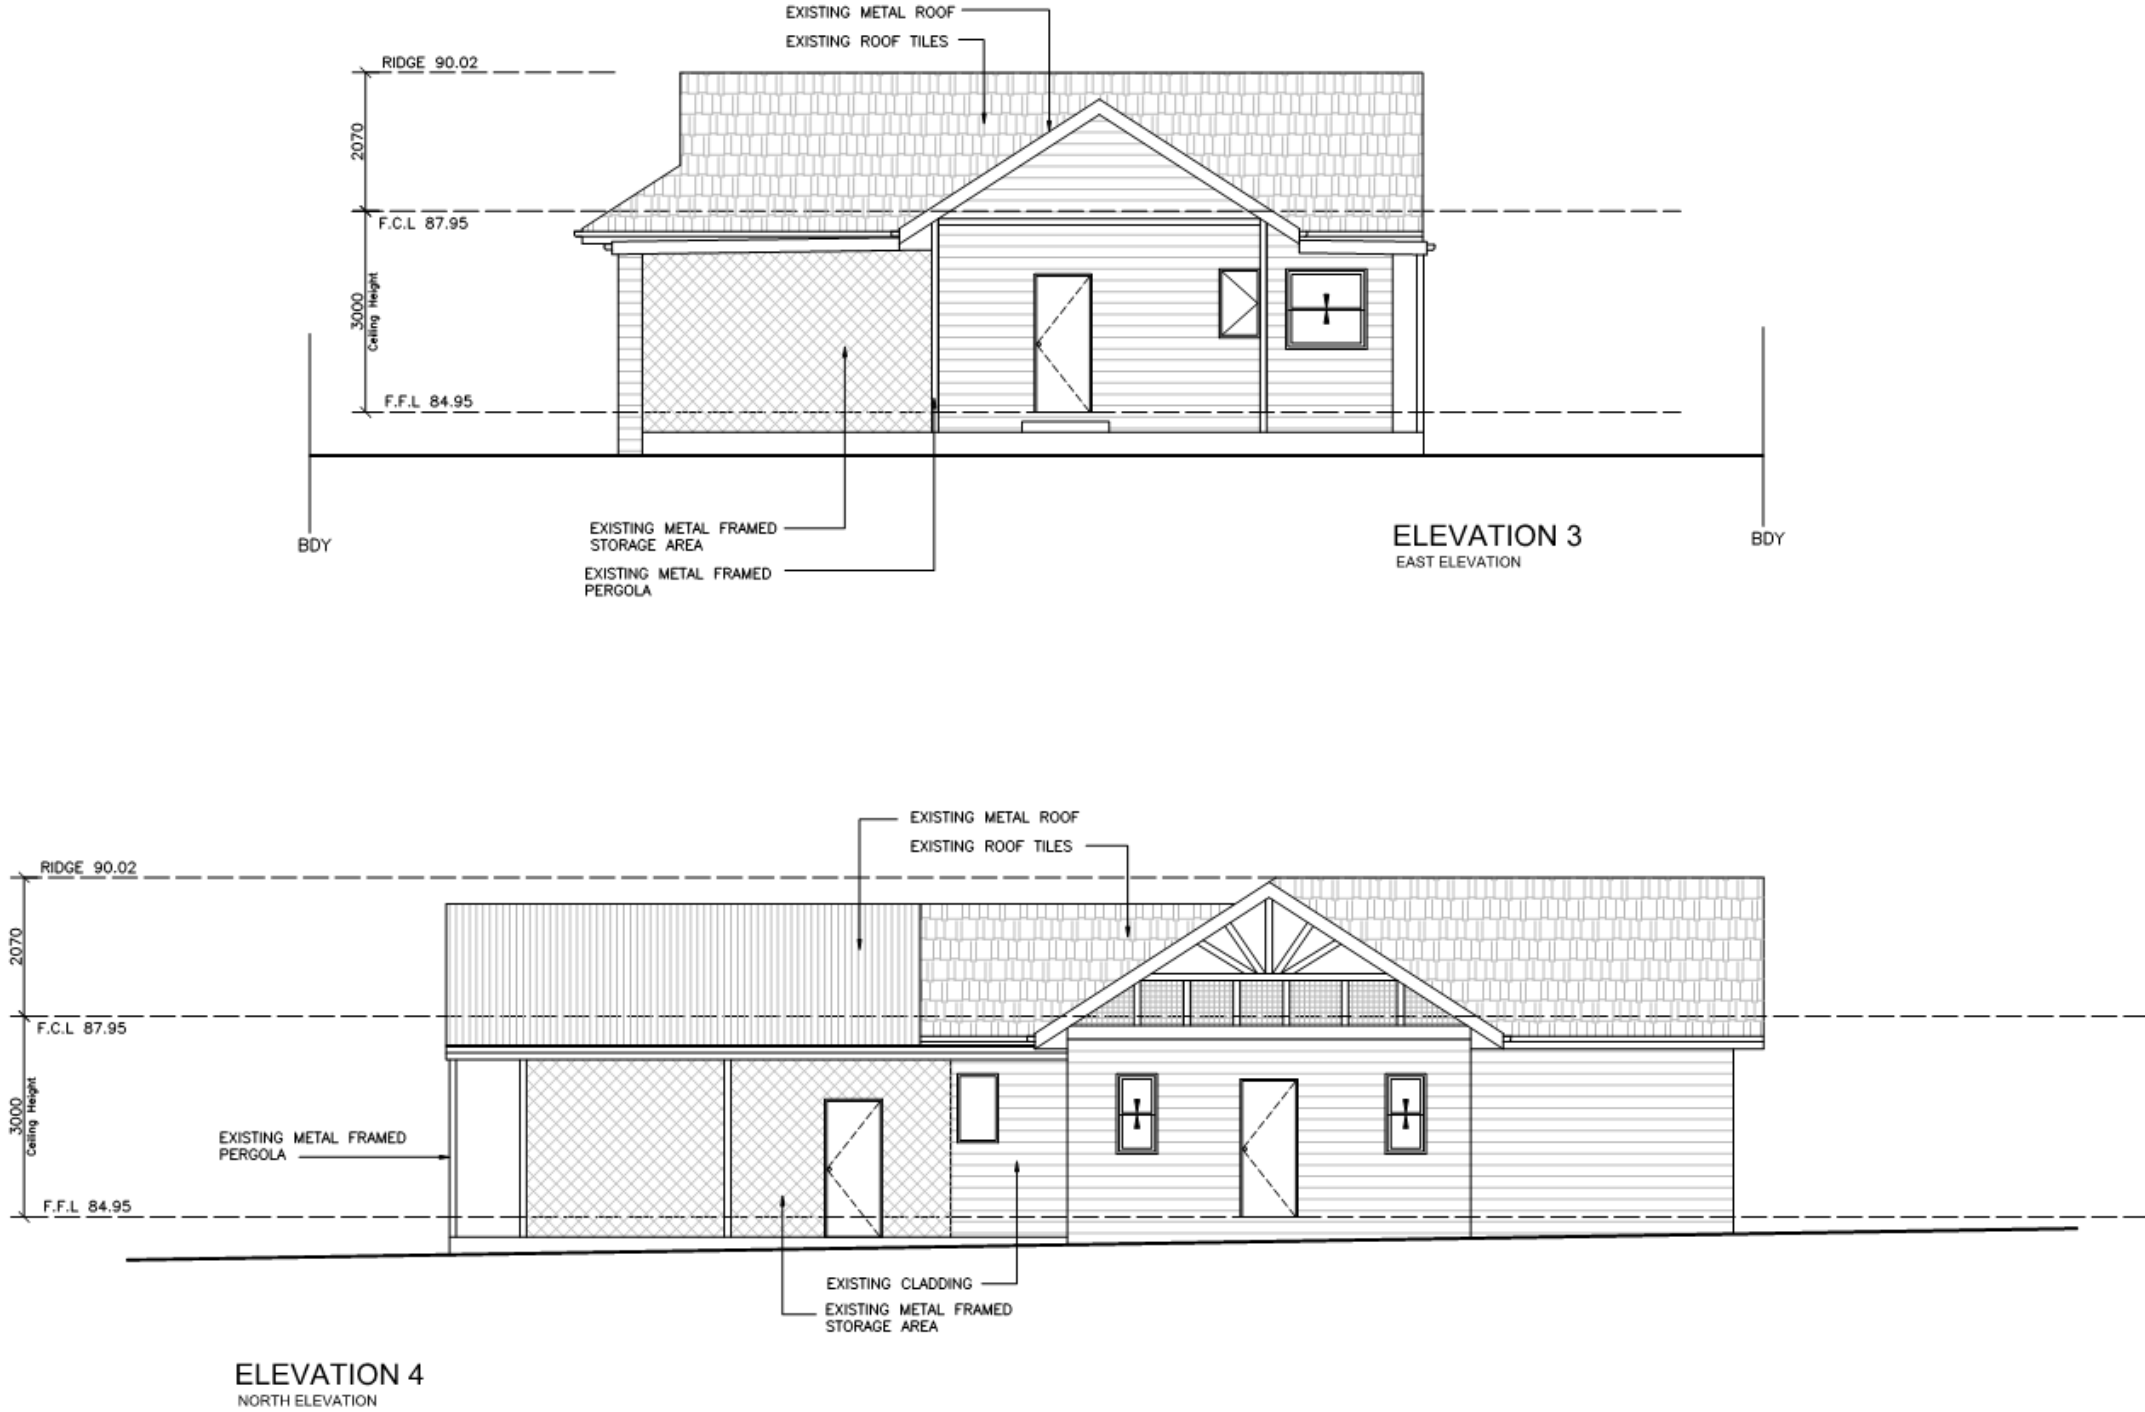 EXISTING METAL ROOF
EXISTING ROOF TILES
RIDGE 90.02
2070
F.C.L 87.95
3000
Ceiling Height
F.F.L 84.95
EXISTING METAL FRAMED
STORAGE AREA
EXISTING METAL FRAMED
PERGOLA
BDY
ELEVATION 3
EAST ELEVATION
BDY
EXISTING METAL ROOF
EXISTING ROOF TILES
RIDGE 90.02
2070
F.C.L 87.95
3000
Ceiling Height
EXISTING METAL FRAMED
PERGOLA
F.F.L 84.95
EXISTING CLADDING
EXISTING METAL FRAMED
STORAGE AREA
ELEVATION 4
NORTH ELEVATION